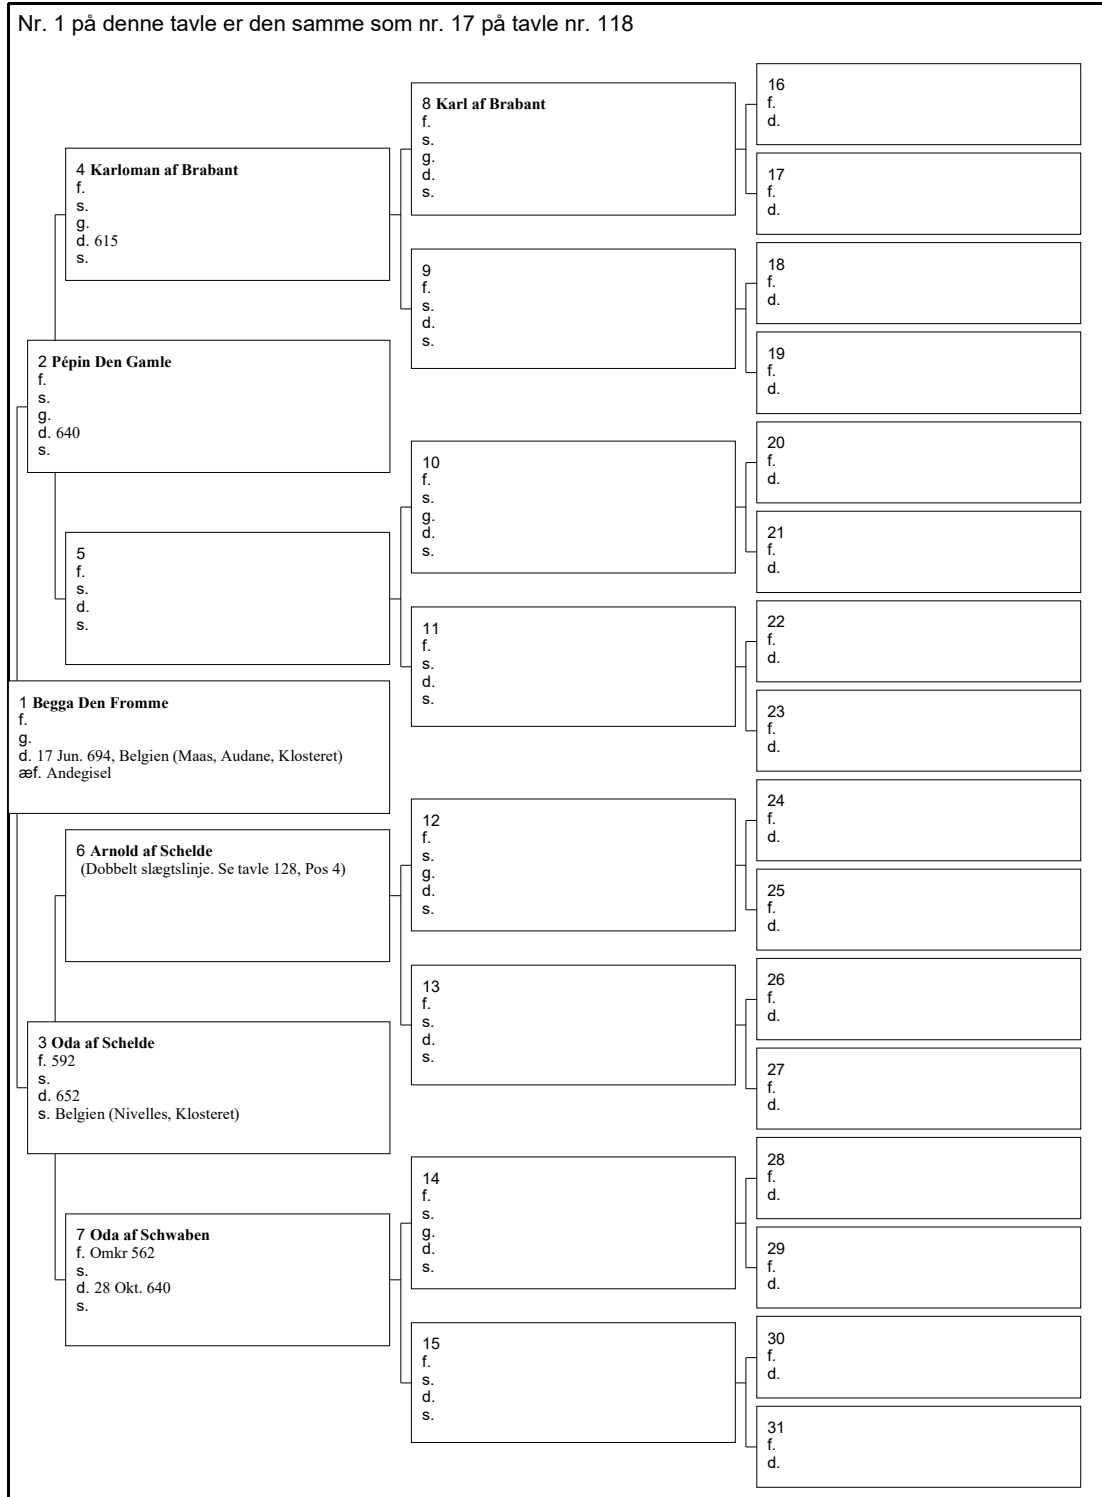 Nr. 1 på denne tavle er den samme som nr. 17 på tavle nr. 118
1 Begga Den Fromme
f.
g.
d. 17 Jun. 694, Belgien (Maas, Audane, Klosteret)
æf. Andegisel
2 Pépin Den Gamle
f.
s.
g.
d. 640
s.
3 Oda af Schelde
f. 592
s.
d. 652
s. Belgien (Nivelles, Klosteret)
4 Karloman af Brabant
f.
s.
g.
d. 615
s.
5
f.
s.
d.
s.
6 Arnold af Schelde
(Dobbelt slægtslinje. Se tavle 128, Pos 4)
7 Oda af Schwaben
f. Omkr 562
s.
d. 28 Okt. 640
s.
8 Karl af Brabant
f.
s.
g.
d.
s.
9
f.
s.
d.
s.
10
f.
s.
g.
d.
s.
11
f.
s.
d.
s.
12
f.
s.
g.
d.
s.
13
f.
s.
d.
s.
14
f.
s.
g.
d.
s.
15
f.
s.
d.
s.
16
f.
d.
17
f.
d.
18
f.
d.
19
f.
d.
20
f.
d.
21
f.
d.
22
f.
d.
23
f.
d.
24
f.
d.
25
f.
d.
26
f.
d.
27
f.
d.
28
f.
d.
29
f.
d.
30
f.
d.
31
f.
d.